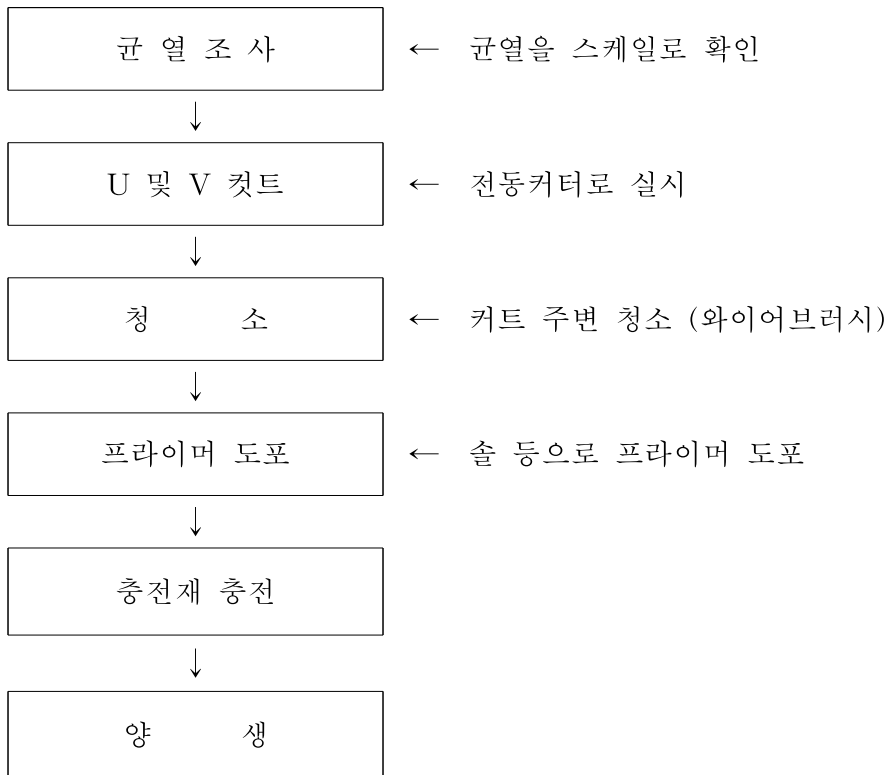 균 열 조 사 ← 균열을 스케일로 확인
↓
U 및 V 컷트 ← 전동커터로 실시
↓
청 소 ← 커트 주변 청소 (와이어브러시)
↓
프라이머 도포 ← 솔 등으로 프라이머 도포
↓
충전재 충전
↓
양 생